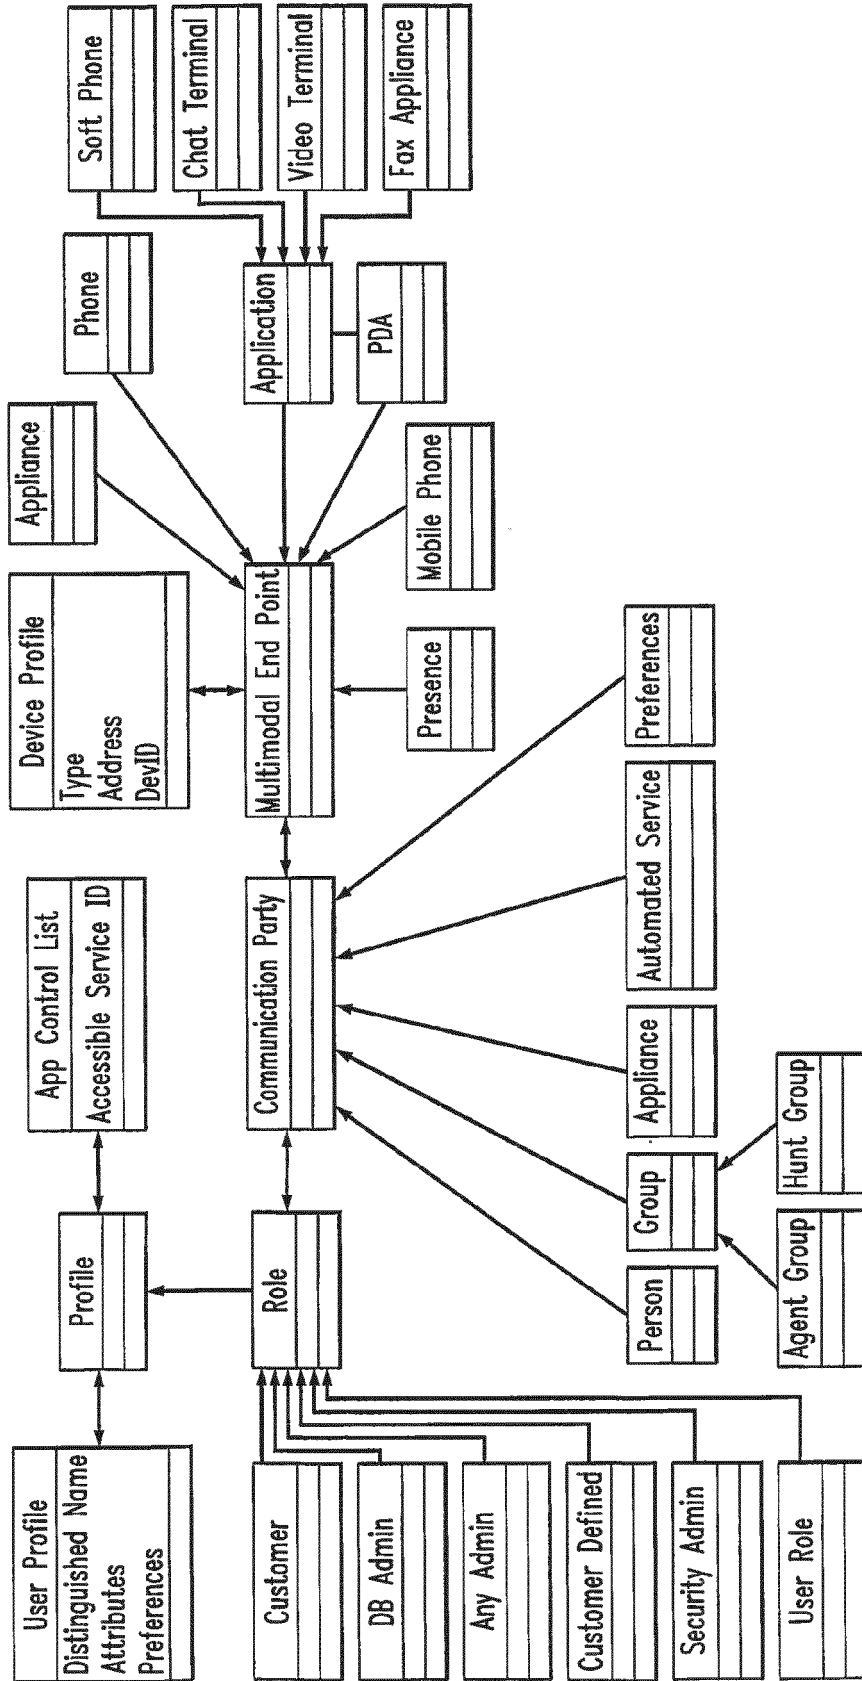 User Profile
Distinguished Name
Attributes
Preferences
Profile
App Control List
Accessible Service ID
Device Profile
Type
Address
DevID
Appliance
Phone
Soft Phone
Chat Terminal
Video Terminal
Fax Appliance
Customer
DB Admin
Any Admin
Customer Defined
Security Admin
User Role
Role
Communication Party
Multimodal End Point
Application
PDA
Mobile Phone
Presence
Person
Group
Appliance
Automated Service
Preferences
Agent Group
Hunt Group